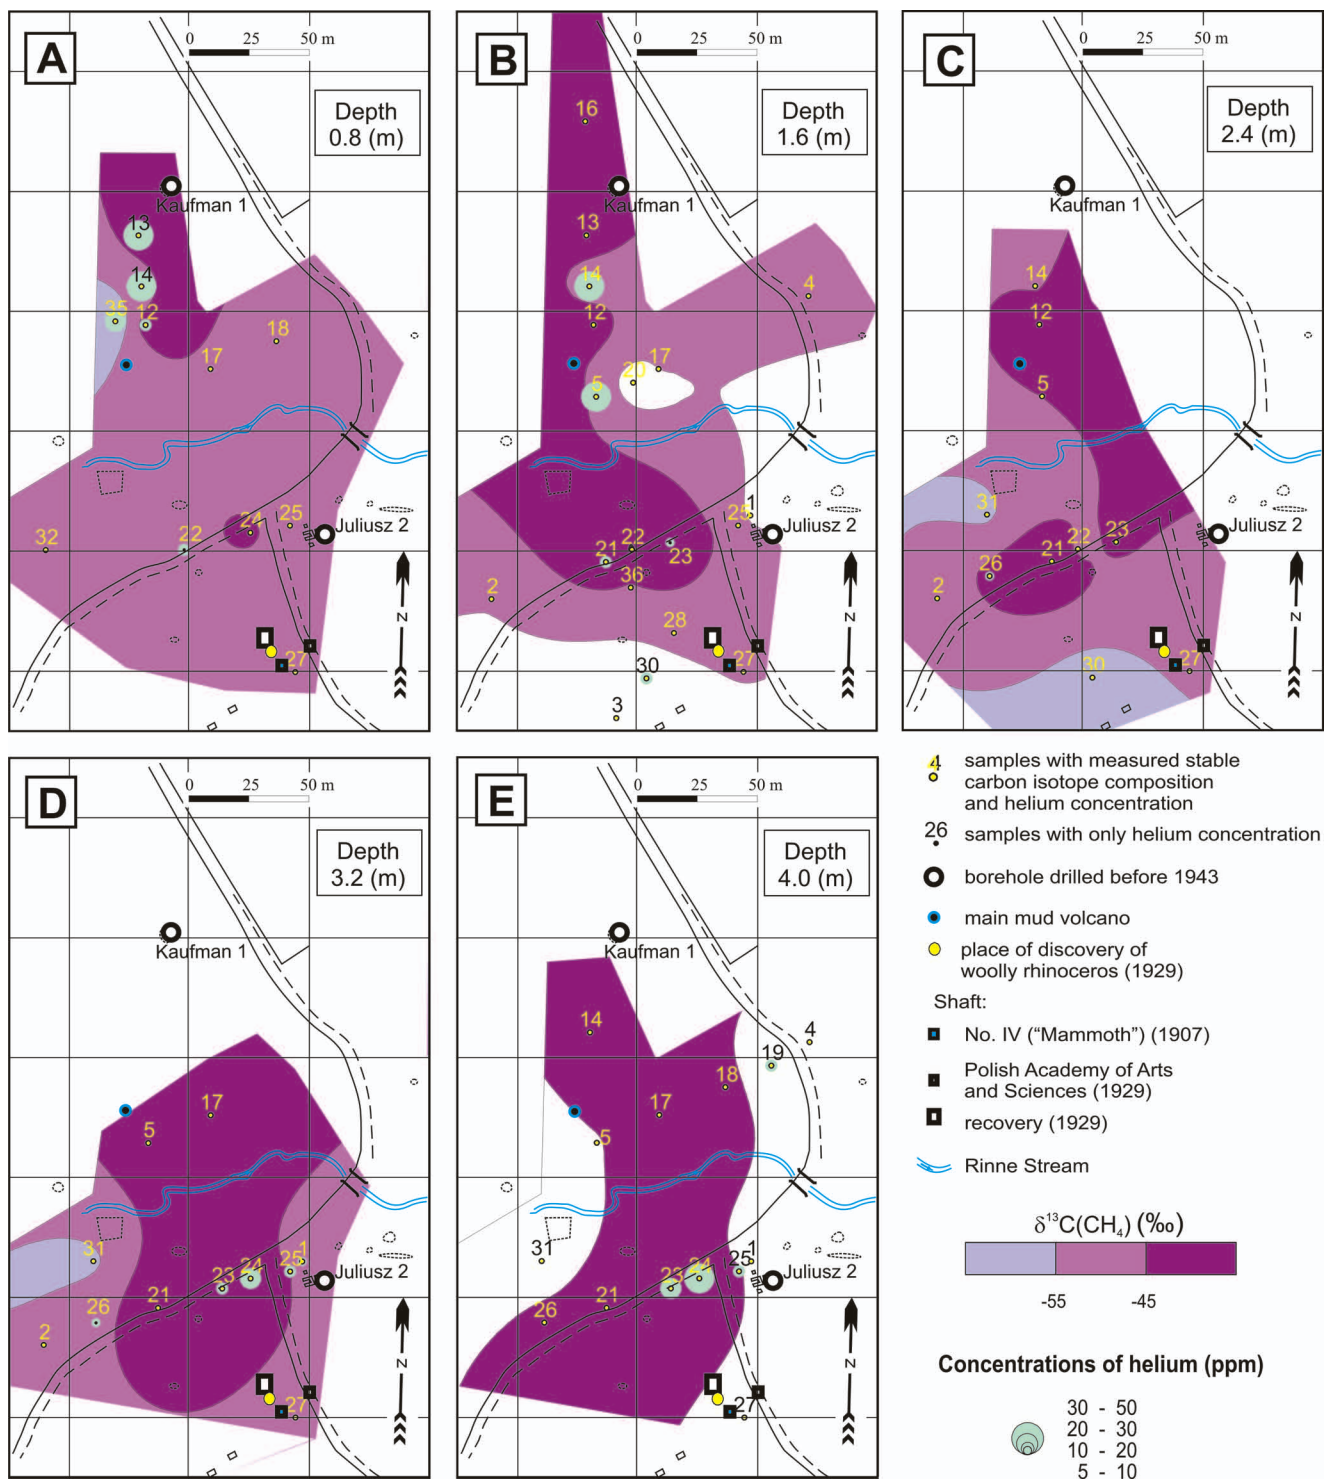 A
0 25 50 m
Depth
0.8 (m)
Kaufman 1
13
14
35
12
18
17
32
22
24
25
Juliusz 2
N
27
B
0 25 50 m
Depth
1.6 (m)
16
Kaufman 1
13
14
4
12
17
20
5
1
25
Juliusz 2
22
21
23
36
2
N
28
30
27
3
C
0 25 50 m
Depth
2.4 (m)
Kaufman 1
14
12
5
31
Juliusz 2
23
22
21
26
2
N
30
27
D
0 25 50 m
Depth
3.2 (m)
Kaufman 1
17
5
31
1
25
24
23
Juliusz 2
21
26
2
N
27
E
0 25 50 m
Depth
4.0 (m)
Kaufman 1
14
4
19
18
17
5
31
1
25
24
23
Juliusz 2
21
26
N
27
4 samples with measured stable
carbon isotope composition
and helium concentration
26 samples with only helium concentration
borehole drilled before 1943
main mud volcano
place of discovery of
woolly rhinoceros (1929)
Shaft:
No. IV ("Mammoth") (1907)
Polish Academy of Arts
and Sciences (1929)
recovery (1929)
Rinne Stream
δ¹³C(CH₄) (‰)
-55 -45
Concentrations of helium (ppm)
30 - 50
20 - 30
10 - 20
5 - 10